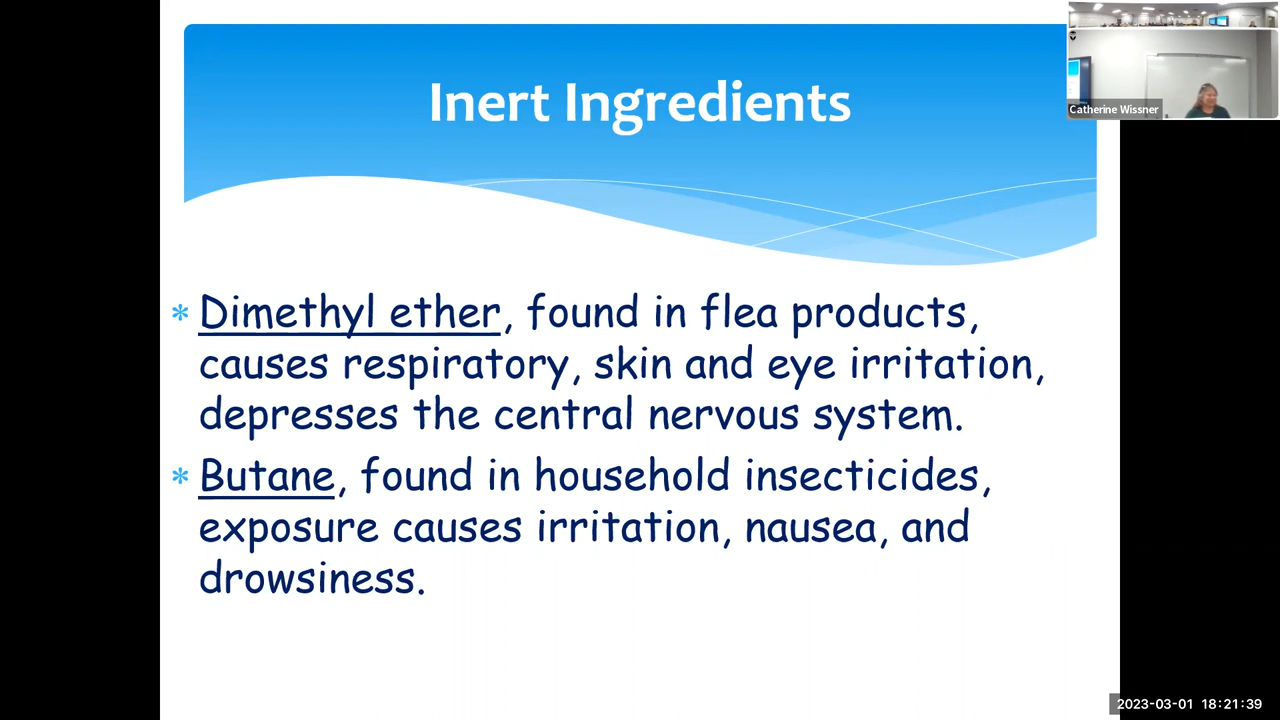 Inert Ingredients
Catherine Wissner
* Dimethyl ether, found in flea products,
causes respiratory, skin and eye irritation,
depresses the central nervous system.
* Butane, found in household insecticides,
exposure causes irritation, nausea, and
drowsiness.
2023-03-01 18:21:39